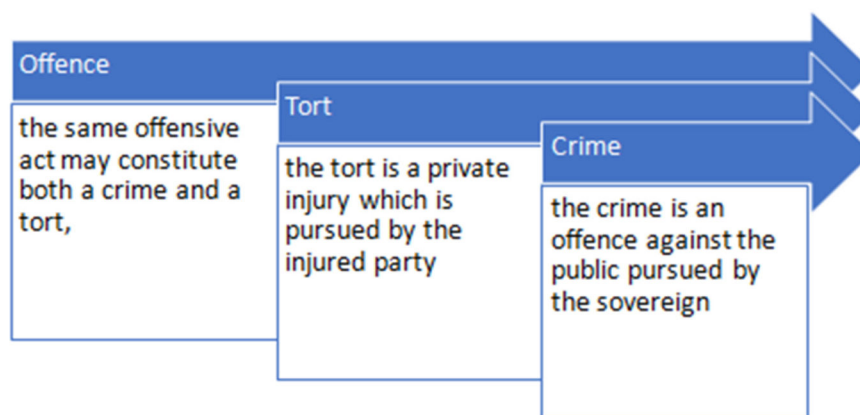 Offence
the same offensive
act may constitute
both a crime and a
tort,
Tort
the tort is a private
injury which is
pursued by the
injured party
Crime
the crime is an
offence against the
public pursued by
the sovereign